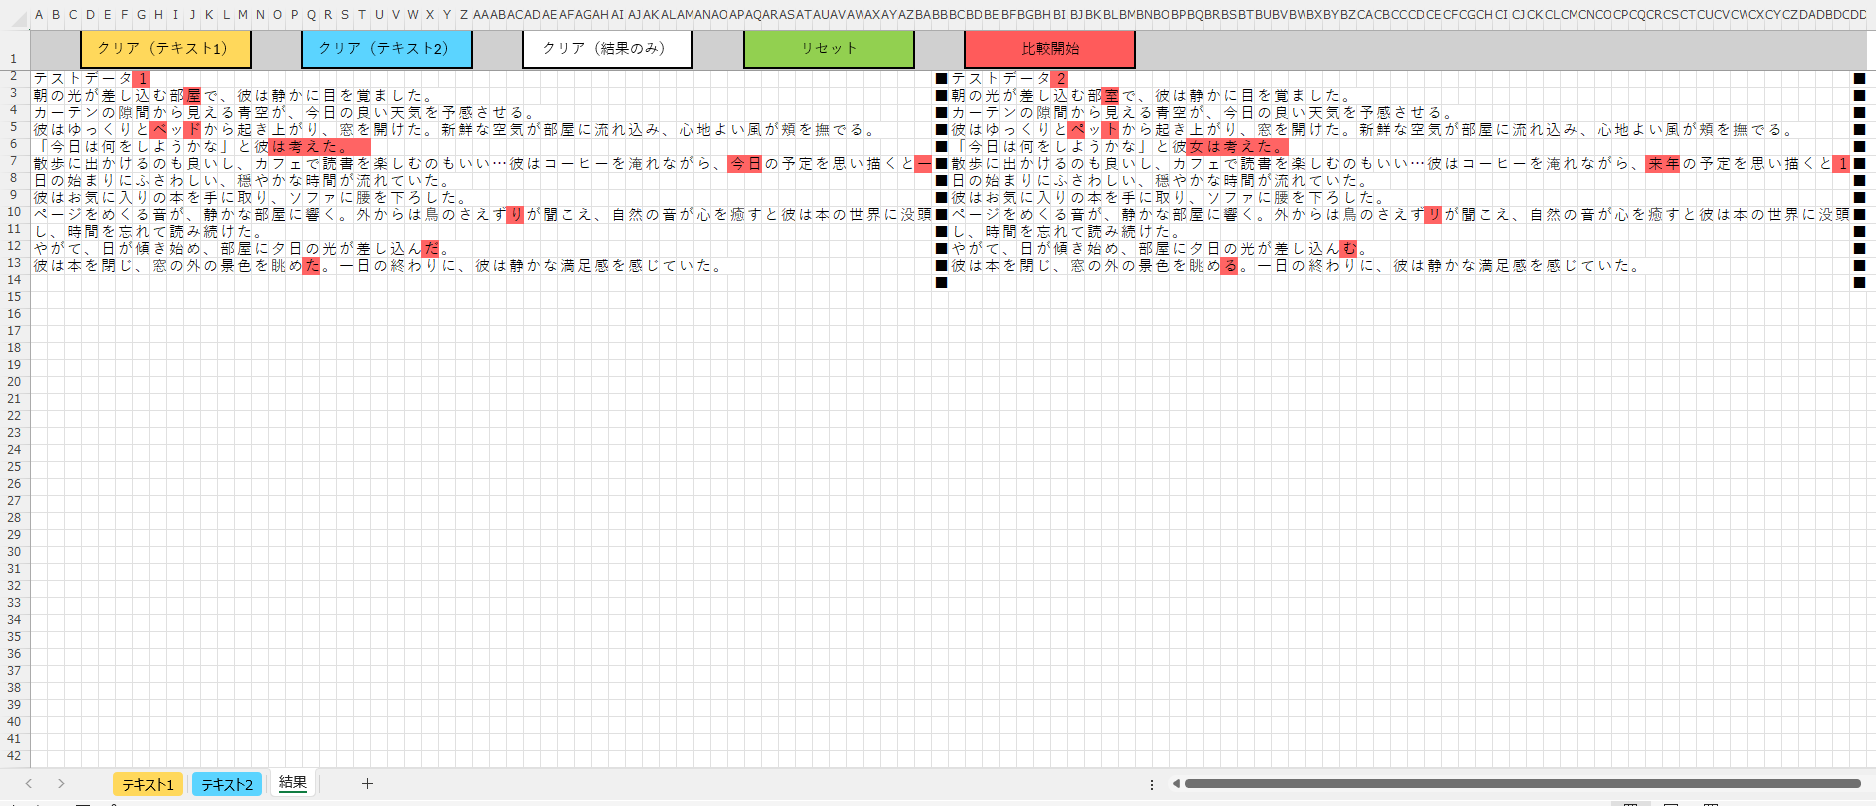 A B C D E F G H I J K L M N O P Q R S T U V W X Y Z AA AB AC AD AE AF AG AH AI AJ AK AL AM AN AO AP AQ AR AS AT AU AV AW AX AY AZ BA BB BC BD BE BF BG BH BI BJ BK BL BM BN BO BP BQ BR BS BT BU BV BW BX BY BZ CA CB CC CD CE CF CG CH CI CJ CK CL CM CN CO CP CQ CR CS CT CU CV CW CX CY CZ DA DB DC DD
1 クリア（テキスト1） クリア（テキスト2） クリア（結果のみ） リセット 比較開始
2 テストデータ1 ■テストデータ2 ■
3 朝の光が差し込む部屋で、彼は静かに目を覚ました。 ■朝の光が差し込む部室で、彼は静かに目を覚ました。 ■
4 カーテンの隙間から見える青空が、今日の良い天気を予感させる。 ■カーテンの隙間から見える青空が、今日の良い天気を予感させる。 ■
5 彼はゆっくりとベッドから起き上がり、窓を開けた。新鮮な空気が部屋に流れ込み、心地よい風が頬を撫でる。 ■彼はゆっくりとペットから起き上がり、窓を開けた。新鮮な空気が部屋に流れ込み、心地よい風が頬を撫でる。 ■
6 「今日は何をしようかな」と彼は考えた。 ■「今日は何をしようかな」と彼女は考えた。 ■
7 散歩に出かけるのも良いし、カフェで読書を楽しむのもいい…彼はコーヒーを淹れながら、今日の予定を思い描くと一 ■散歩に出かけるのも良いし、カフェで読書を楽しむのもいい…彼はコーヒーを淹れながら、来年の予定を思い描くと1 ■
8 日の始まりにふさわしい、穏やかな時間が流れていた。 ■日の始まりにふさわしい、穏やかな時間が流れていた。 ■
9 彼はお気に入りの本を手に取り、ソファに腰を下ろした。 ■彼はお気に入りの本を手に取り、ソファに腰を下ろした。 ■
10 ページをめくる音が、静かな部屋に響く。外からは鳥のさえずりが聞こえ、自然の音が心を癒すと彼は本の世界に没頭 ■ページをめくる音が、静かな部屋に響く。外からは鳥のさえずリが聞こえ、自然の音が心を癒すと彼は本の世界に没頭 ■
11 し、時間を忘れて読み続けた。 ■し、時間を忘れて読み続けた。 ■
12 やがて、日が傾き始め、部屋に夕日の光が差し込んだ。 ■やがて、日が傾き始め、部屋に夕日の光が差し込んむ。 ■
13 彼は本を閉じ、窓の外の景色を眺めた。一日の終わりに、彼は静かな満足感を感じていた。 ■彼は本を閉じ、窓の外の景色を眺める。一日の終わりに、彼は静かな満足感を感じていた。 ■
14 ■ ■
15
16
17
18
19
20
21
22
23
24
25
26
27
28
29
30
31
32
33
34
35
36
37
38
39
40
41
42
テキスト1 テキスト2 結果